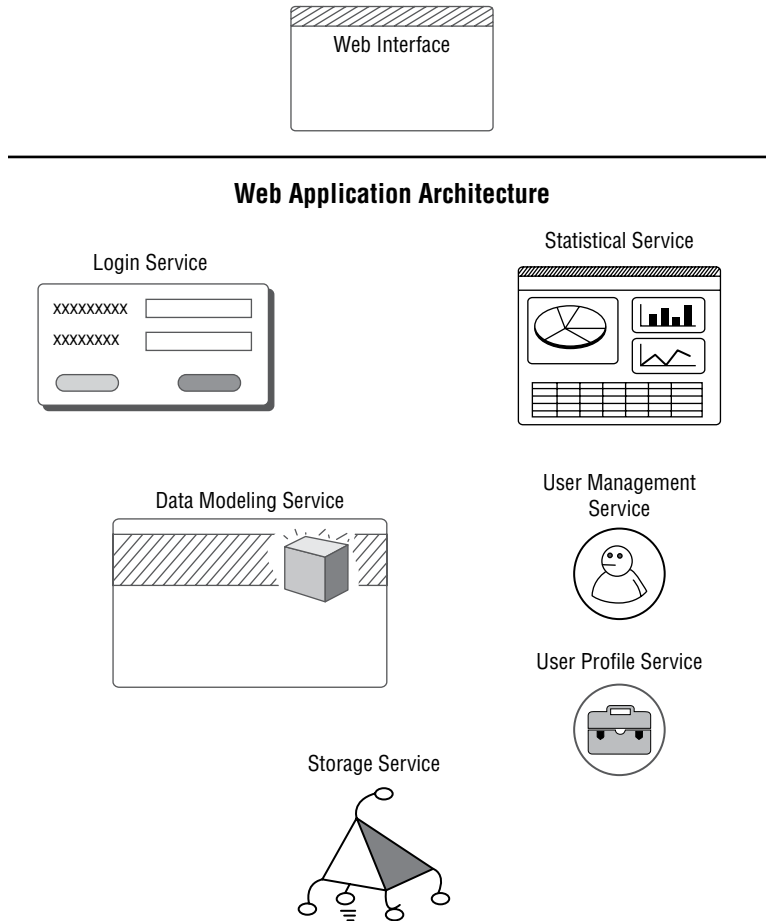 Web Interface
Web Application Architecture
Login Service
xxxxxxxxx
xxxxxxxx
Statistical Service
Data Modeling Service
User Management
Service
User Profile Service
Storage Service